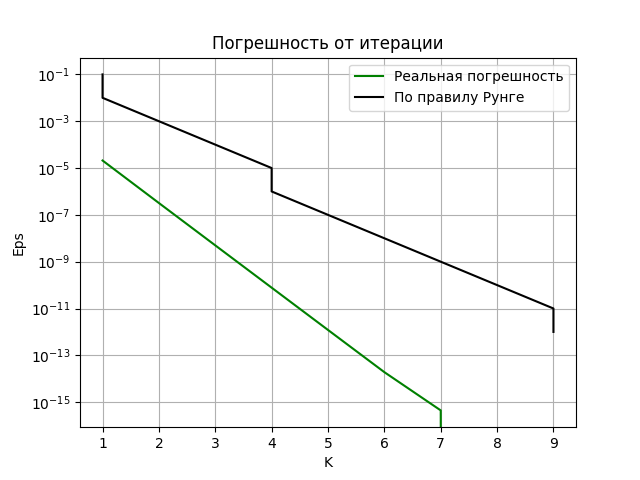 Погрешность от итерации
Реальная погрешность
По правилу Рунге
Eps
10⁻¹
10⁻³
10⁻⁵
10⁻⁷
10⁻⁹
10⁻¹¹
10⁻¹³
10⁻¹⁵
1 2 3 4 5 6 7 8 9
K